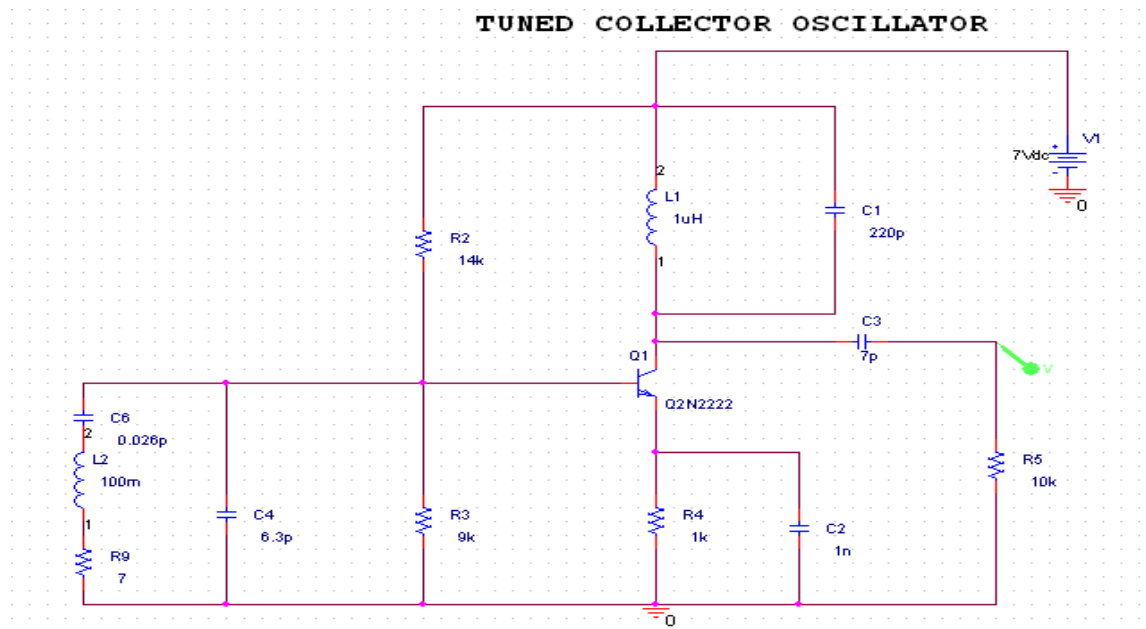 TUNED COLLECTOR OSCILLATOR
V1
7Vdc
+
-
0
2
L1
1uH
1
C1
220p
R2
14k
C3
7p
Q1
Q2N2222
V
C6
0.026p
2
L2
100m
1
R9
7
C4
6.3p
R3
9k
R4
1k
C2
1n
R5
10k
0